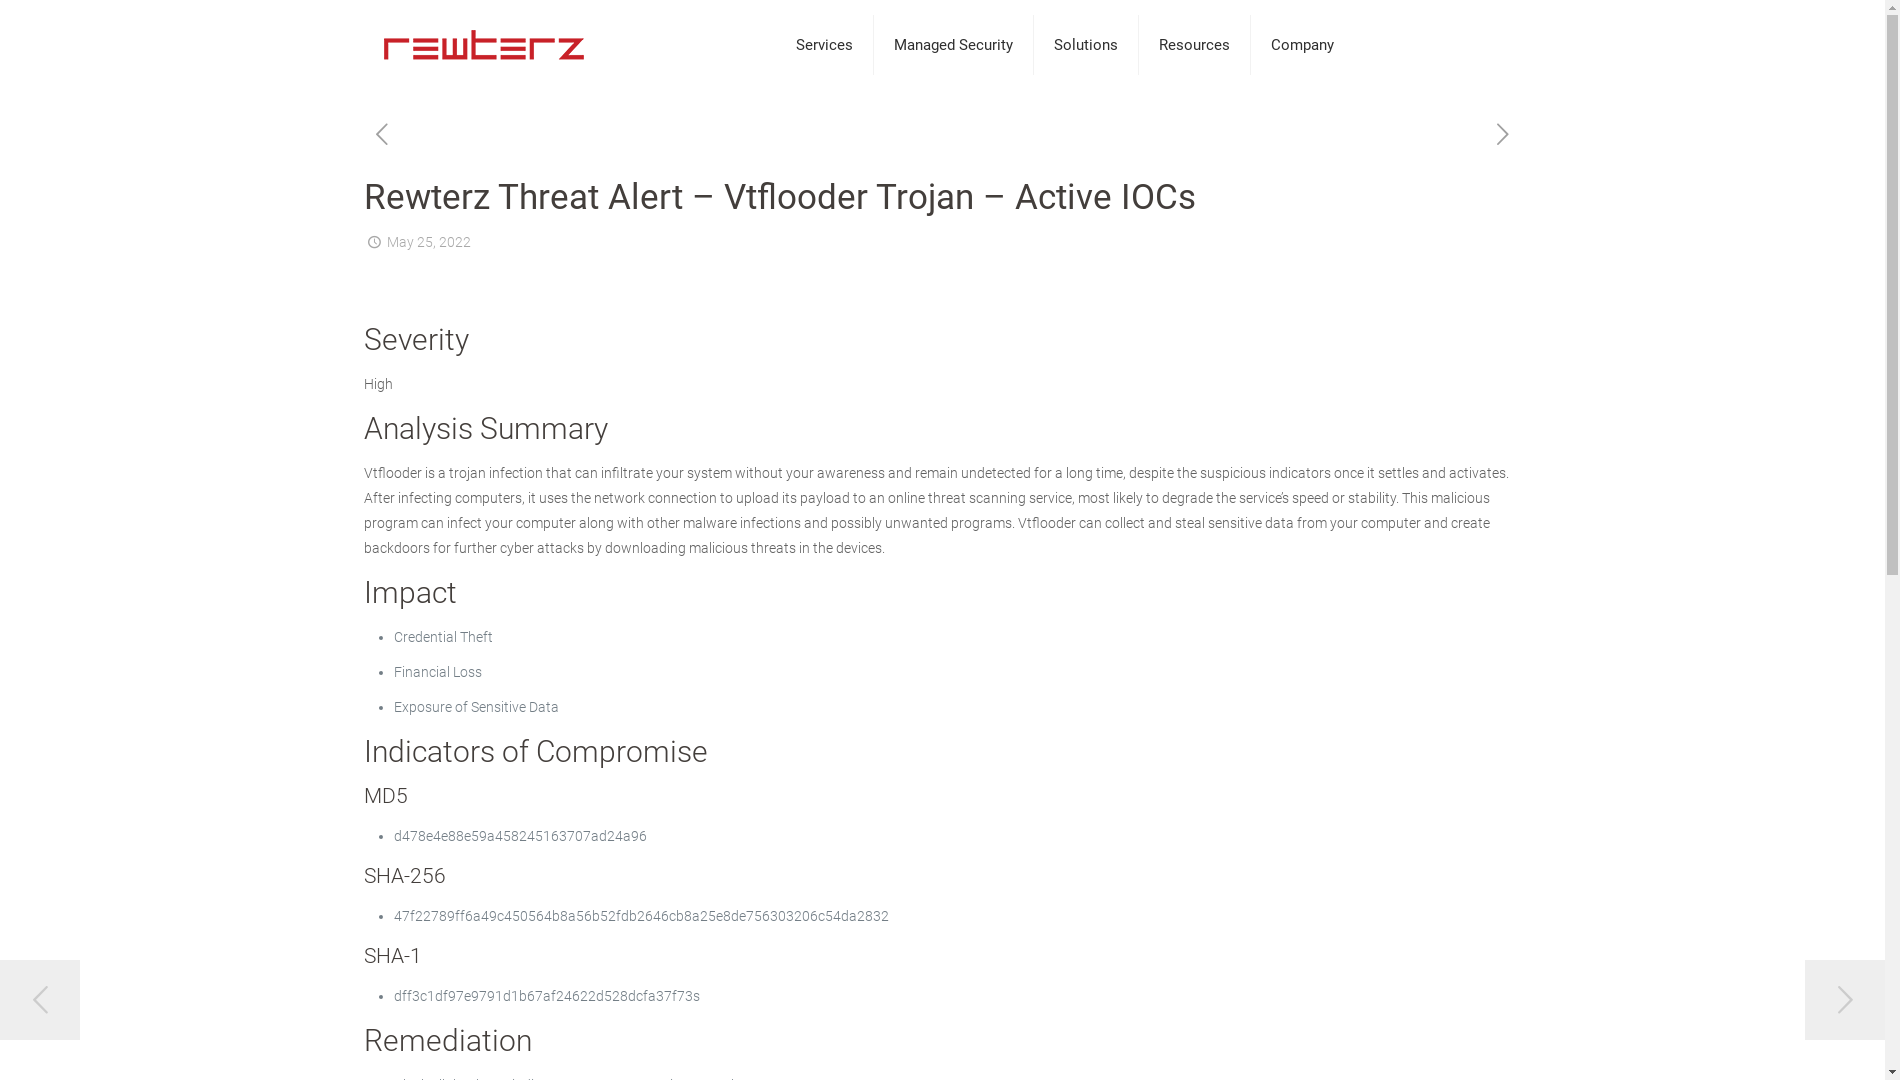 rewterz
Services
Managed Security
Solutions
Resources
Company
Rewterz Threat Alert – Vtflooder Trojan – Active IOCs
May 25, 2022
Severity
High
Analysis Summary
Vtflooder is a trojan infection that can infiltrate your system without your awareness and remain undetected for a long time, despite the suspicious indicators once it settles and activates.
After infecting computers, it uses the network connection to upload its payload to an online threat scanning service, most likely to degrade the service's speed or stability. This malicious
program can infect your computer along with other malware infections and possibly unwanted programs. Vtflooder can collect and steal sensitive data from your computer and create
backdoors for further cyber attacks by downloading malicious threats in the devices.
Impact
• Credential Theft
• Financial Loss
• Exposure of Sensitive Data
Indicators of Compromise
MD5
• d478e4e88e59a458245163707ad24a96
SHA-256
• 47f22789ff6a49c450564b8a56b52fdb2646cb8a25e8de756303206c54da2832
SHA-1
• dff3c1df97e9791d1b67af24622d528dcfa37f73s
Remediation